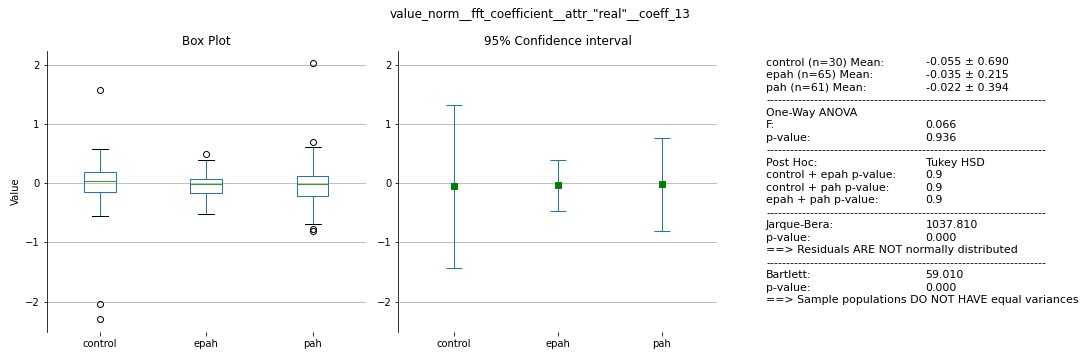 value_norm__fft_coefficient__attr_"real"__coeff_13
Box Plot
Value
2
1
0
−1
−2
control epah pah
95% Confidence interval
2
1
0
−1
−2
control epah pah
control (n=30) Mean: -0.055 ± 0.690
epah (n=65) Mean: -0.035 ± 0.215
pah (n=61) Mean: -0.022 ± 0.394
One-Way ANOVA
F: 0.066
p-value: 0.936
Post Hoc: Tukey HSD
control + epah p-value: 0.9
control + pah p-value: 0.9
epah + pah p-value: 0.9
Jarque-Bera: 1037.810
p-value: 0.000
==> Residuals ARE NOT normally distributed
Bartlett: 59.010
p-value: 0.000
==> Sample populations DO NOT HAVE equal variances